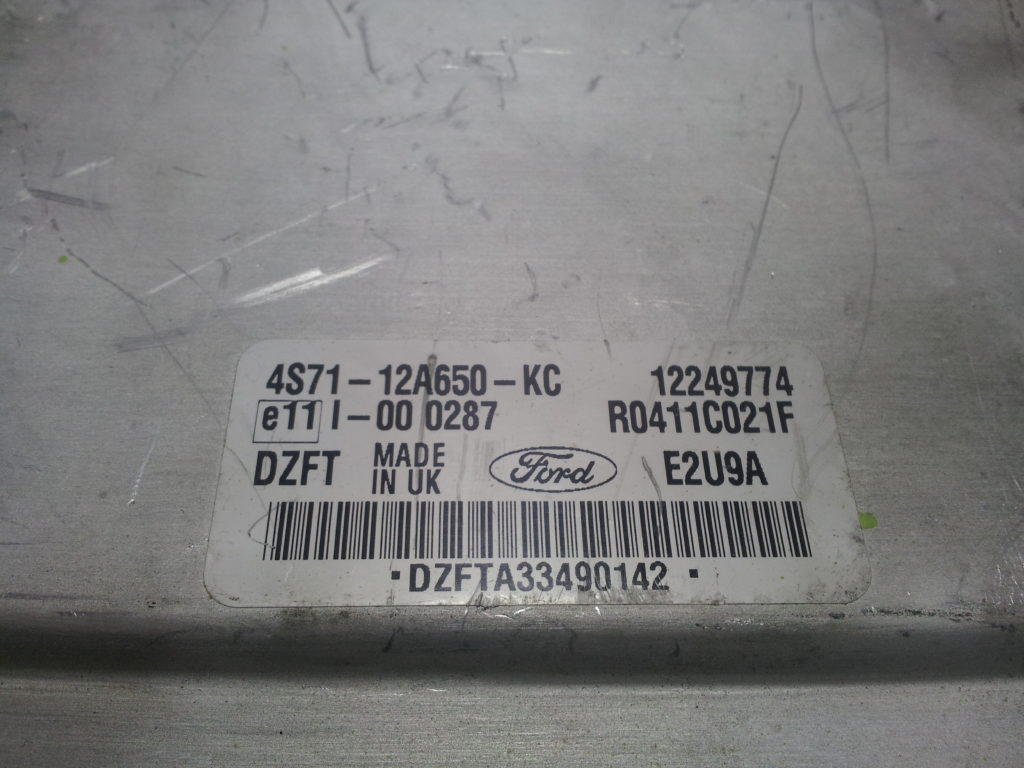 4S71-12A650-KC 12249774
e11 I-00 0287 R0411C021F
DZFT MADE IN UK Ford E2U9A
·DZFTA33490142·